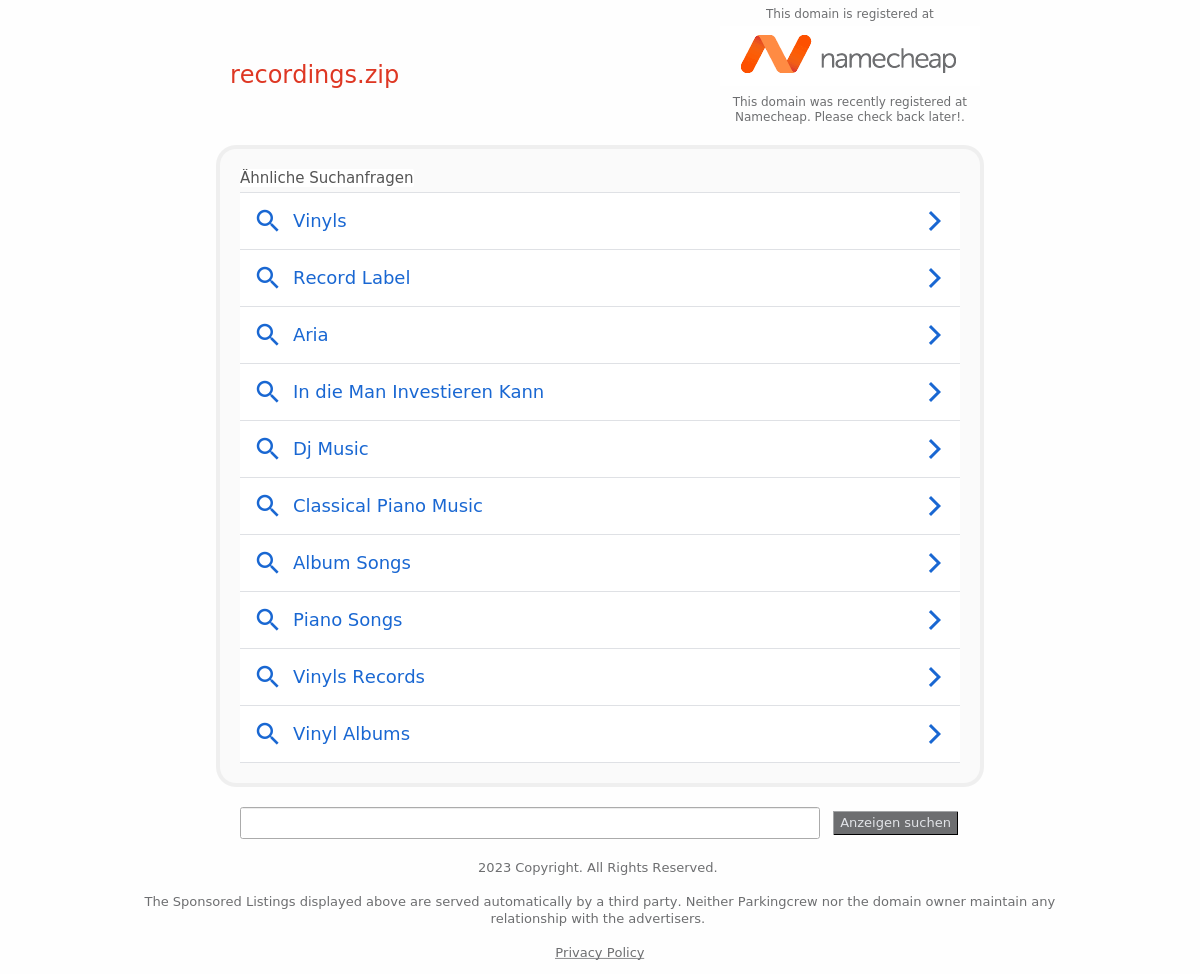 This domain is registered at
namecheap
recordings.zip
This domain was recently registered at
Namecheap. Please check back later!.
Ähnliche Suchanfragen
Vinyls
Record Label
Aria
In die Man Investieren Kann
Dj Music
Classical Piano Music
Album Songs
Piano Songs
Vinyls Records
Vinyl Albums
Anzeigen suchen
2023 Copyright. All Rights Reserved.
The Sponsored Listings displayed above are served automatically by a third party. Neither Parkingcrew nor the domain owner maintain any
relationship with the advertisers.
Privacy Policy